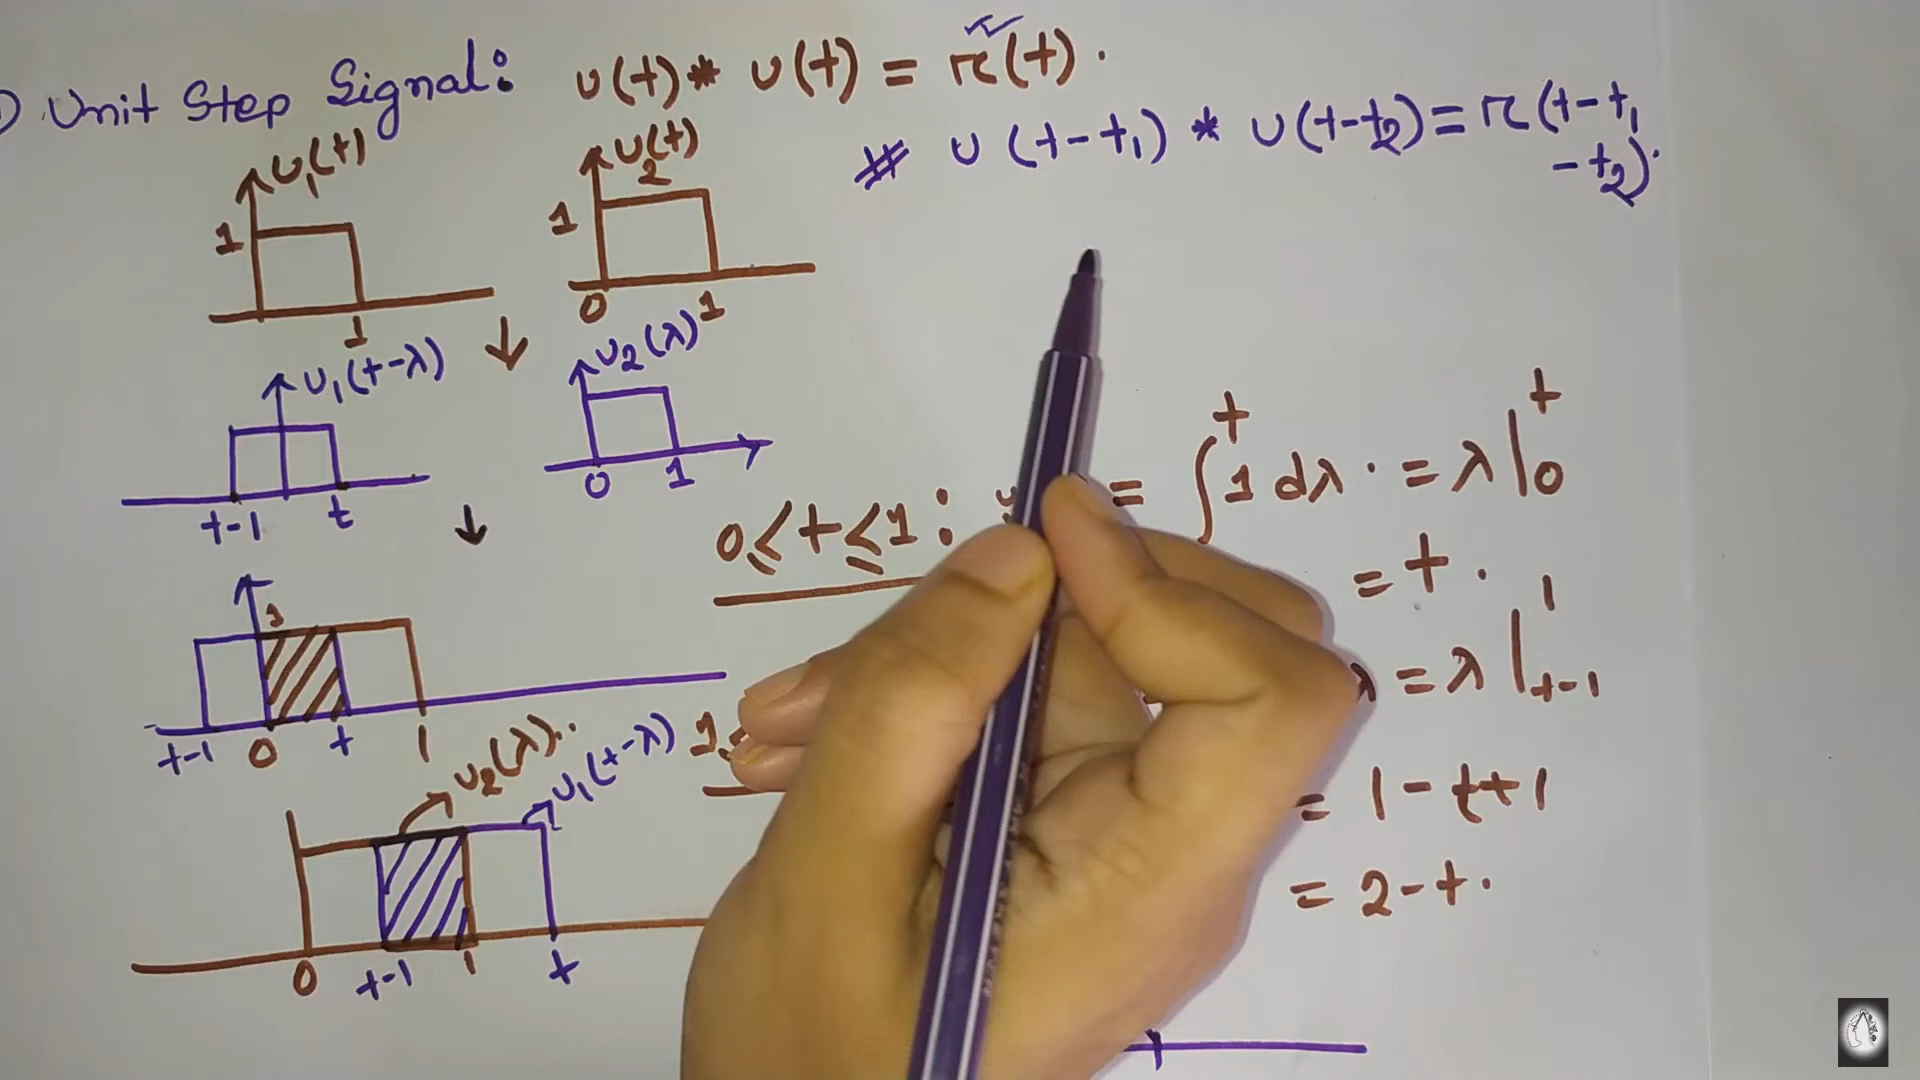 Unit Step Signal: u(t) * u(t) = r(t).
# u(t-t1) * u(t-t2) = r(t-t1
-t2).
u1(t)
u2(t)
1
1
1
0
1
u1(t-λ)
u2(λ)
t-1
t
0
1
0≤t≤1:
= ∫ t 1 dλ. = λ| t 0
= t.
1
t-1
0
t
1
= λ| 1 t-1
= 1-t+1
= 2-t.
u2(λ).
u1(t-λ)
0
t-1
1
t